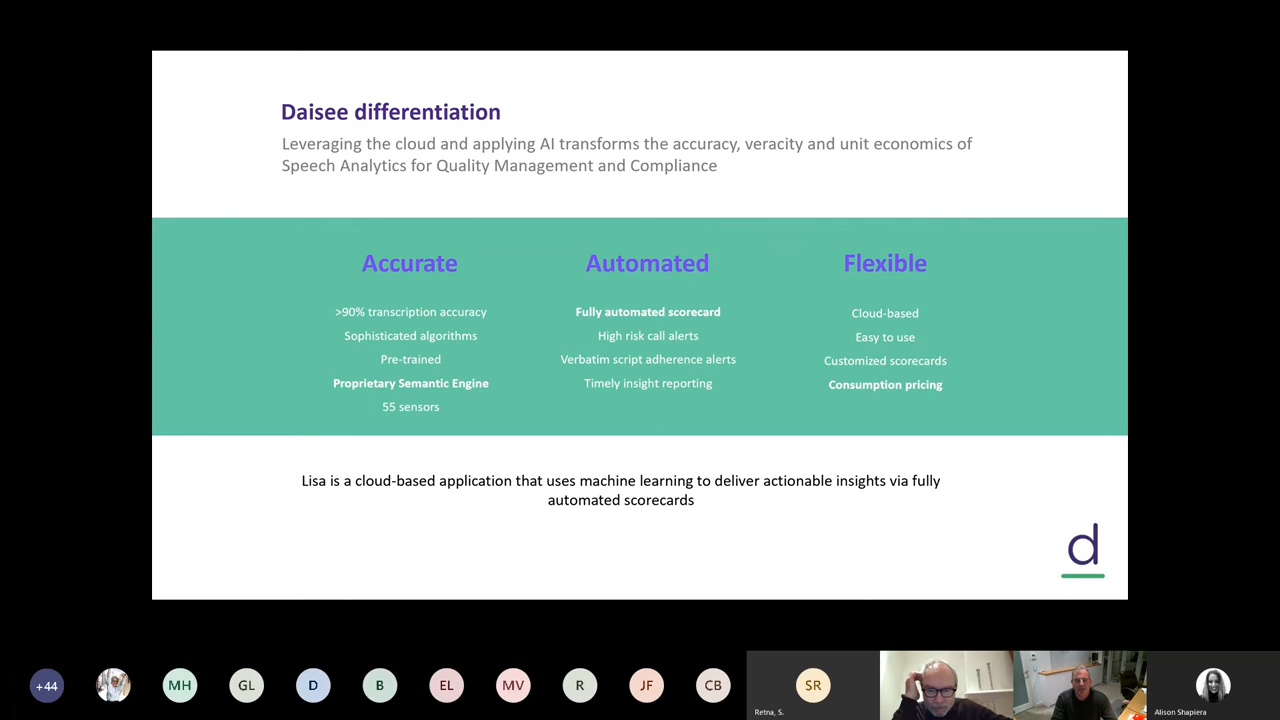 Daisee differentiation
Leveraging the cloud and applying AI transforms the accuracy, veracity and unit economics of
Speech Analytics for Quality Management and Compliance
Accurate
>90% transcription accuracy
Sophisticated algorithms
Pre-trained
Proprietary Semantic Engine
55 sensors
Automated
Fully automated scorecard
High risk call alerts
Verbatim script adherence alerts
Timely insight reporting
Flexible
Cloud-based
Easy to use
Customized scorecards
Consumption pricing
Lisa is a cloud-based application that uses machine learning to deliver actionable insights via fully
automated scorecards
d
+44
MH
GL
D
B
EL
MV
R
JF
CB
SR
Retna, S.
Alison Shapiera